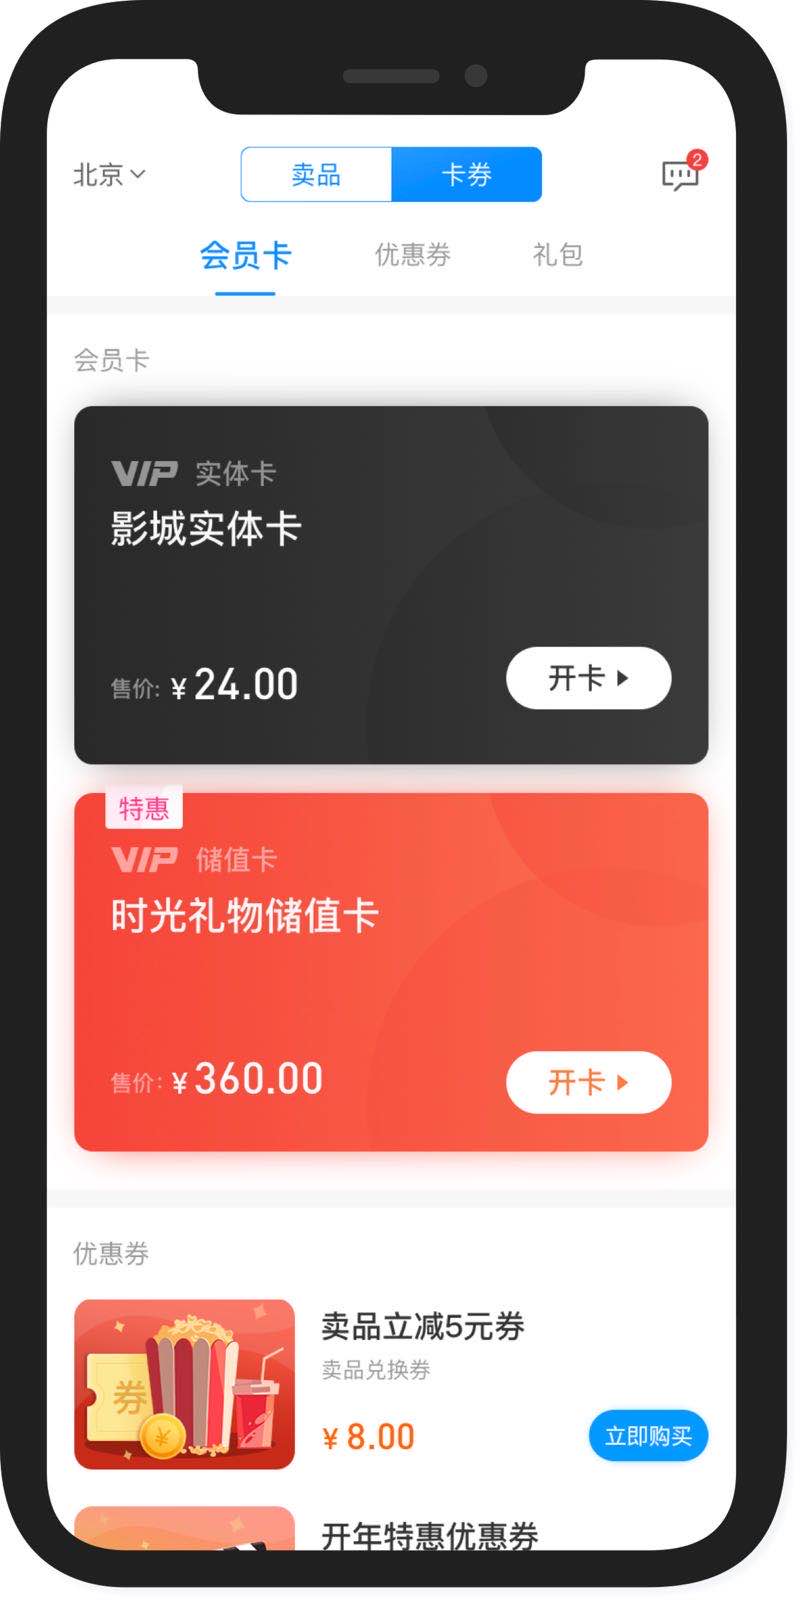 北京
卖品
卡券
2
会员卡
优惠券
礼包
会员卡
VIP 实体卡
影城实体卡
售价: ¥ 24.00
开卡
特惠
VIP 储值卡
时光礼物储值卡
售价: ¥ 360.00
开卡
优惠券
券
¥
卖品立减5元券
卖品兑换券
¥ 8.00
立即购买
开年特惠优惠券